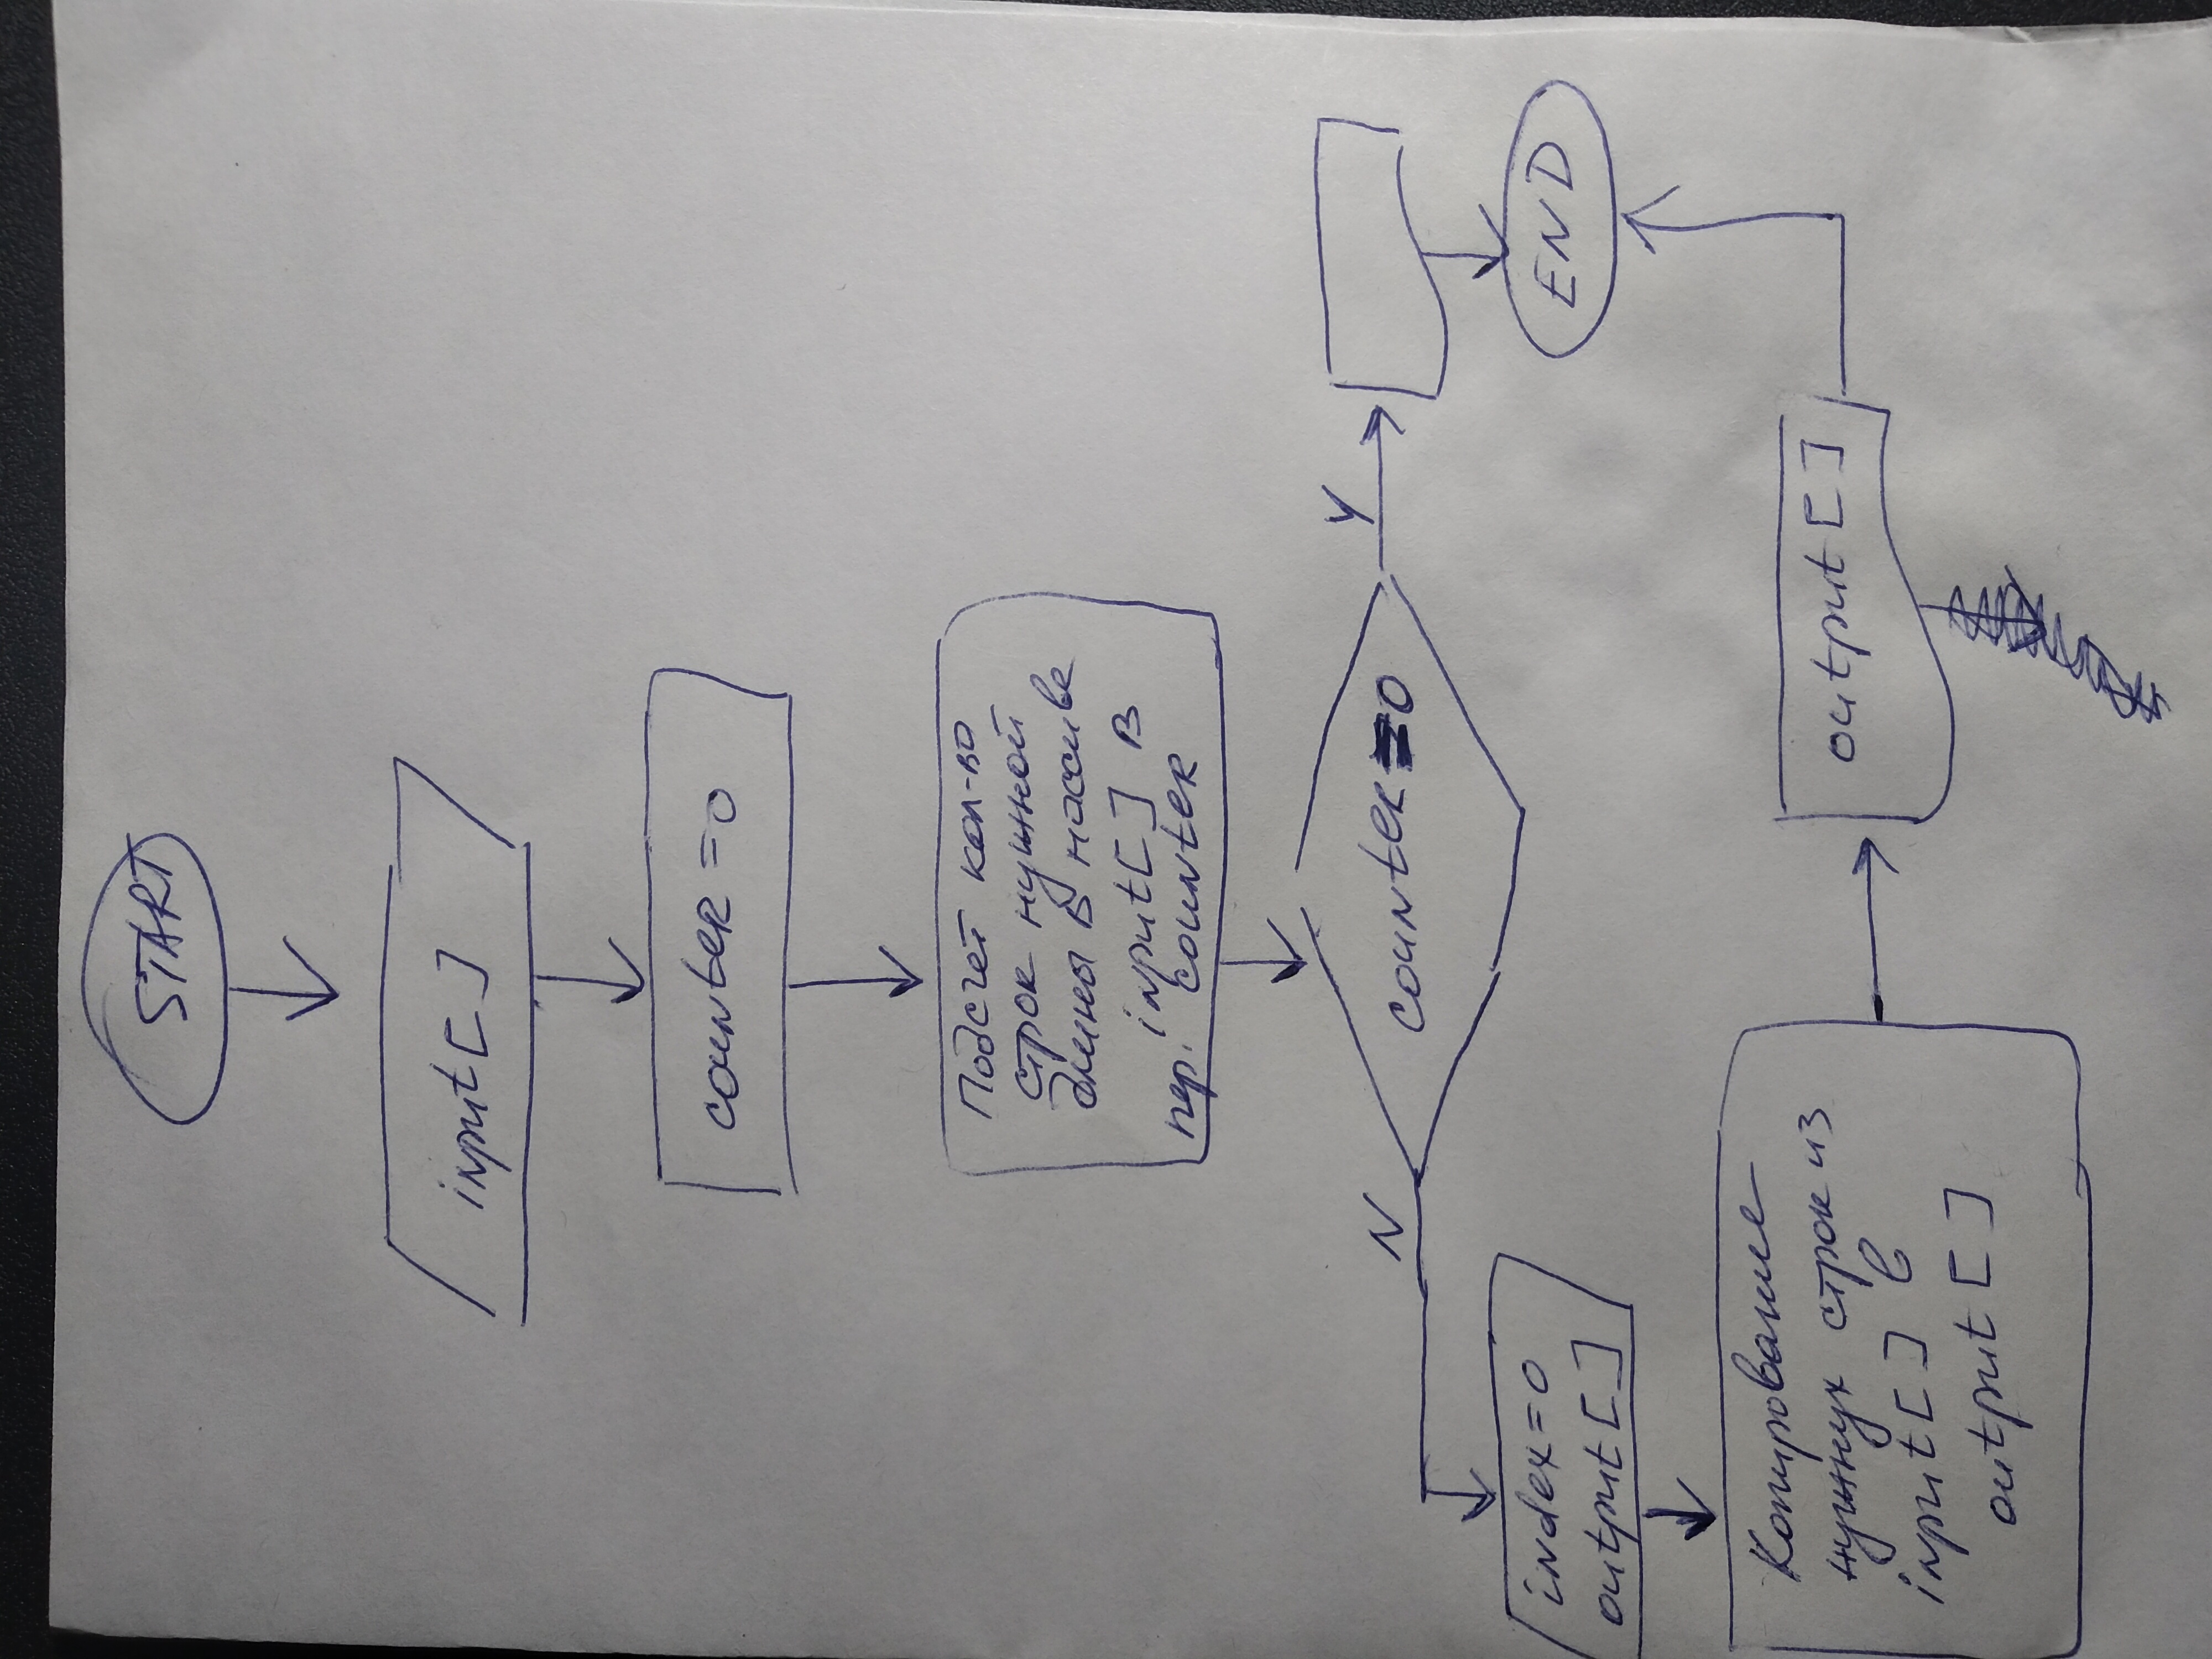 START
input[ ]
counter = 0
Подсчет кол-во
строк нужной
длины в массиве
input[ ] в
пер. counter
counter = 0
Y
N
index = 0
output[ ]
END
Копирование
нужнух строк из
input[ ] в
output[ ]
output[ ]